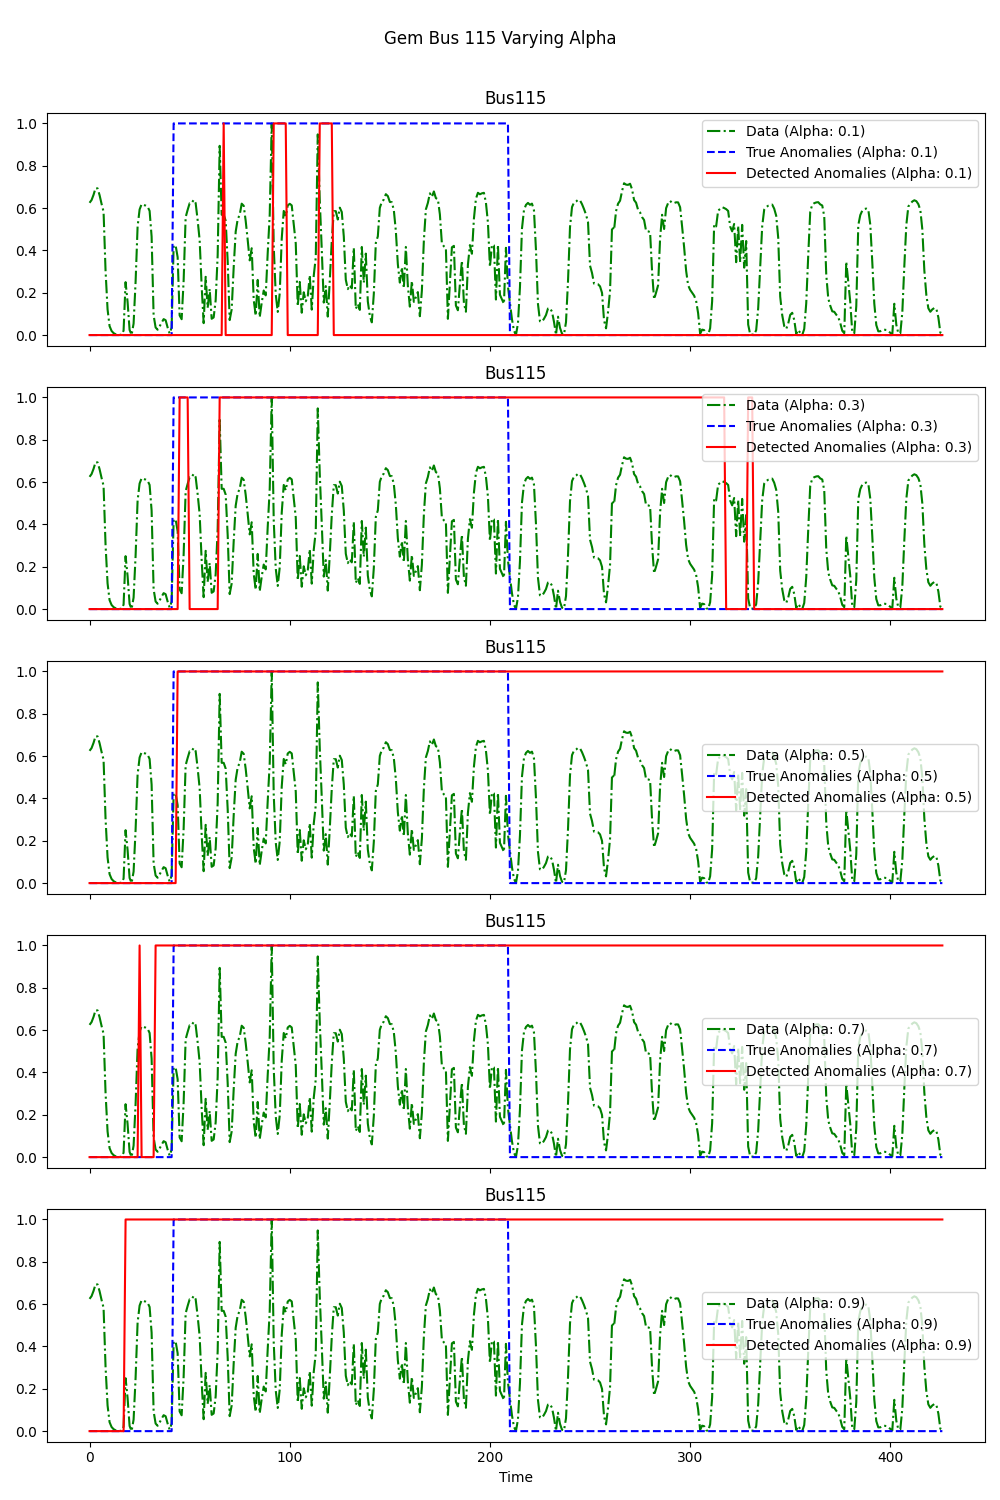 Gem Bus 115 Varying Alpha
Bus115
1.0
0.8
0.6
0.4
0.2
0.0
Data (Alpha: 0.1)
True Anomalies (Alpha: 0.1)
Detected Anomalies (Alpha: 0.1)
Bus115
1.0
0.8
0.6
0.4
0.2
0.0
Data (Alpha: 0.3)
True Anomalies (Alpha: 0.3)
Detected Anomalies (Alpha: 0.3)
Bus115
1.0
0.8
0.6
0.4
0.2
0.0
Data (Alpha: 0.5)
True Anomalies (Alpha: 0.5)
Detected Anomalies (Alpha: 0.5)
Bus115
1.0
0.8
0.6
0.4
0.2
0.0
Data (Alpha: 0.7)
True Anomalies (Alpha: 0.7)
Detected Anomalies (Alpha: 0.7)
Bus115
1.0
0.8
0.6
0.4
0.2
0.0
Data (Alpha: 0.9)
True Anomalies (Alpha: 0.9)
Detected Anomalies (Alpha: 0.9)
0 100 200 300 400
Time